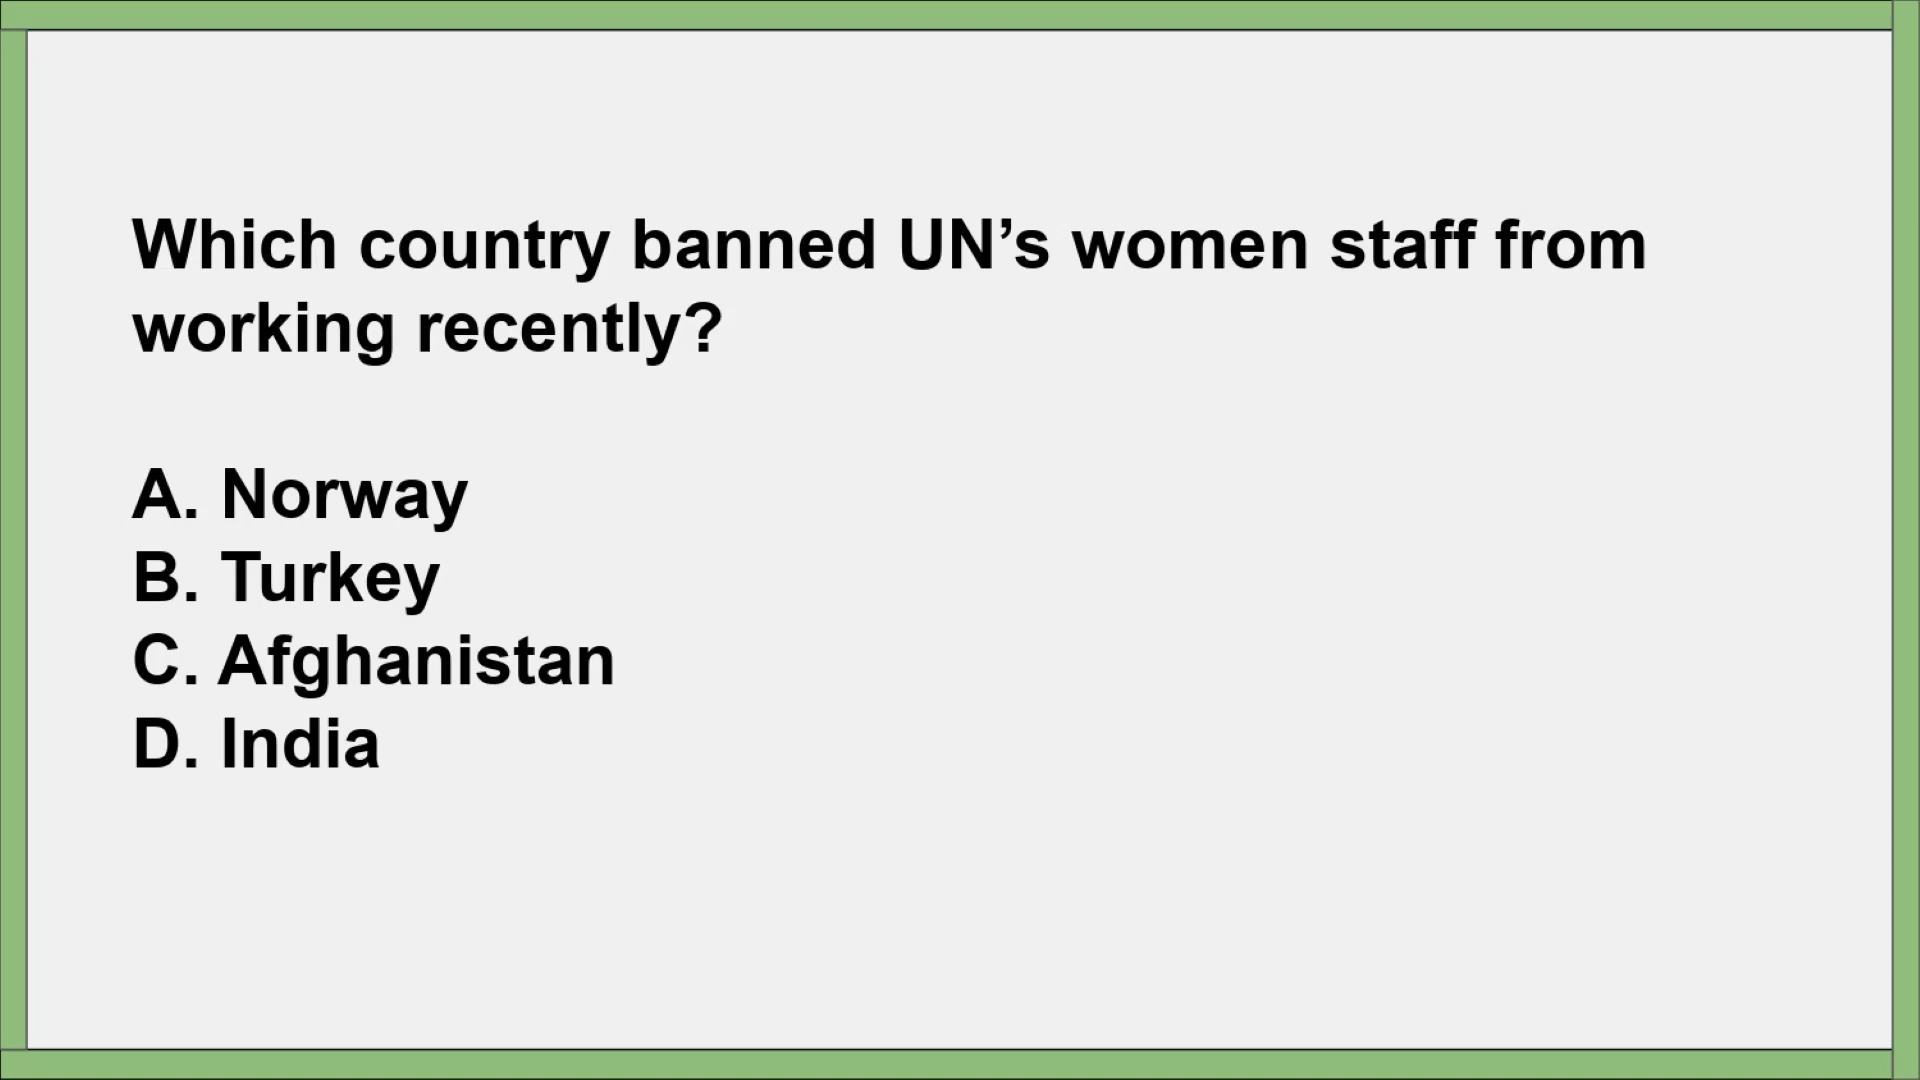 Which country banned UN’s women staff from
working recently?
A. Norway
B. Turkey
C. Afghanistan
D. India